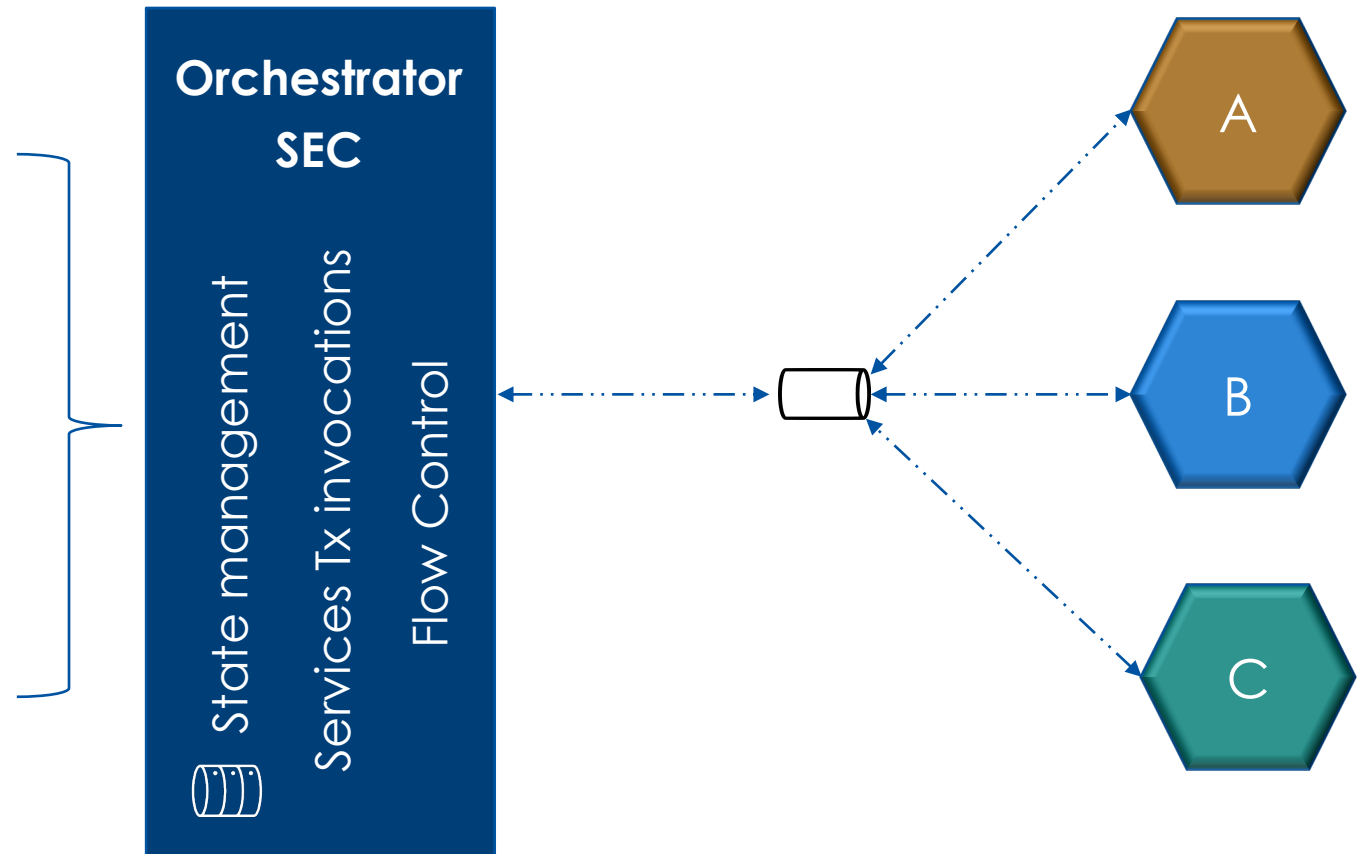 Orchestrator
SEC
State management
Services Tx invocations
Flow Control
A
B
C